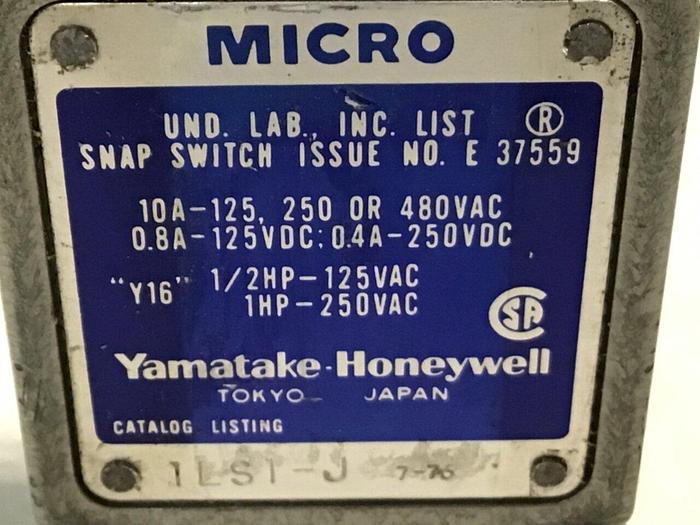 MICRO
UND. LAB., INC. LIST ®
SNAP SWITCH ISSUE NO. E 37559
10A-125, 250 OR 480VAC
0.8A-125VDC; 0.4A-250VDC
"Y16" 1/2HP-125VAC
1HP-250VAC
SA
Yamatake-Honeywell
TOKYO JAPAN
CATALOG LISTING
1LS1-J 7-76